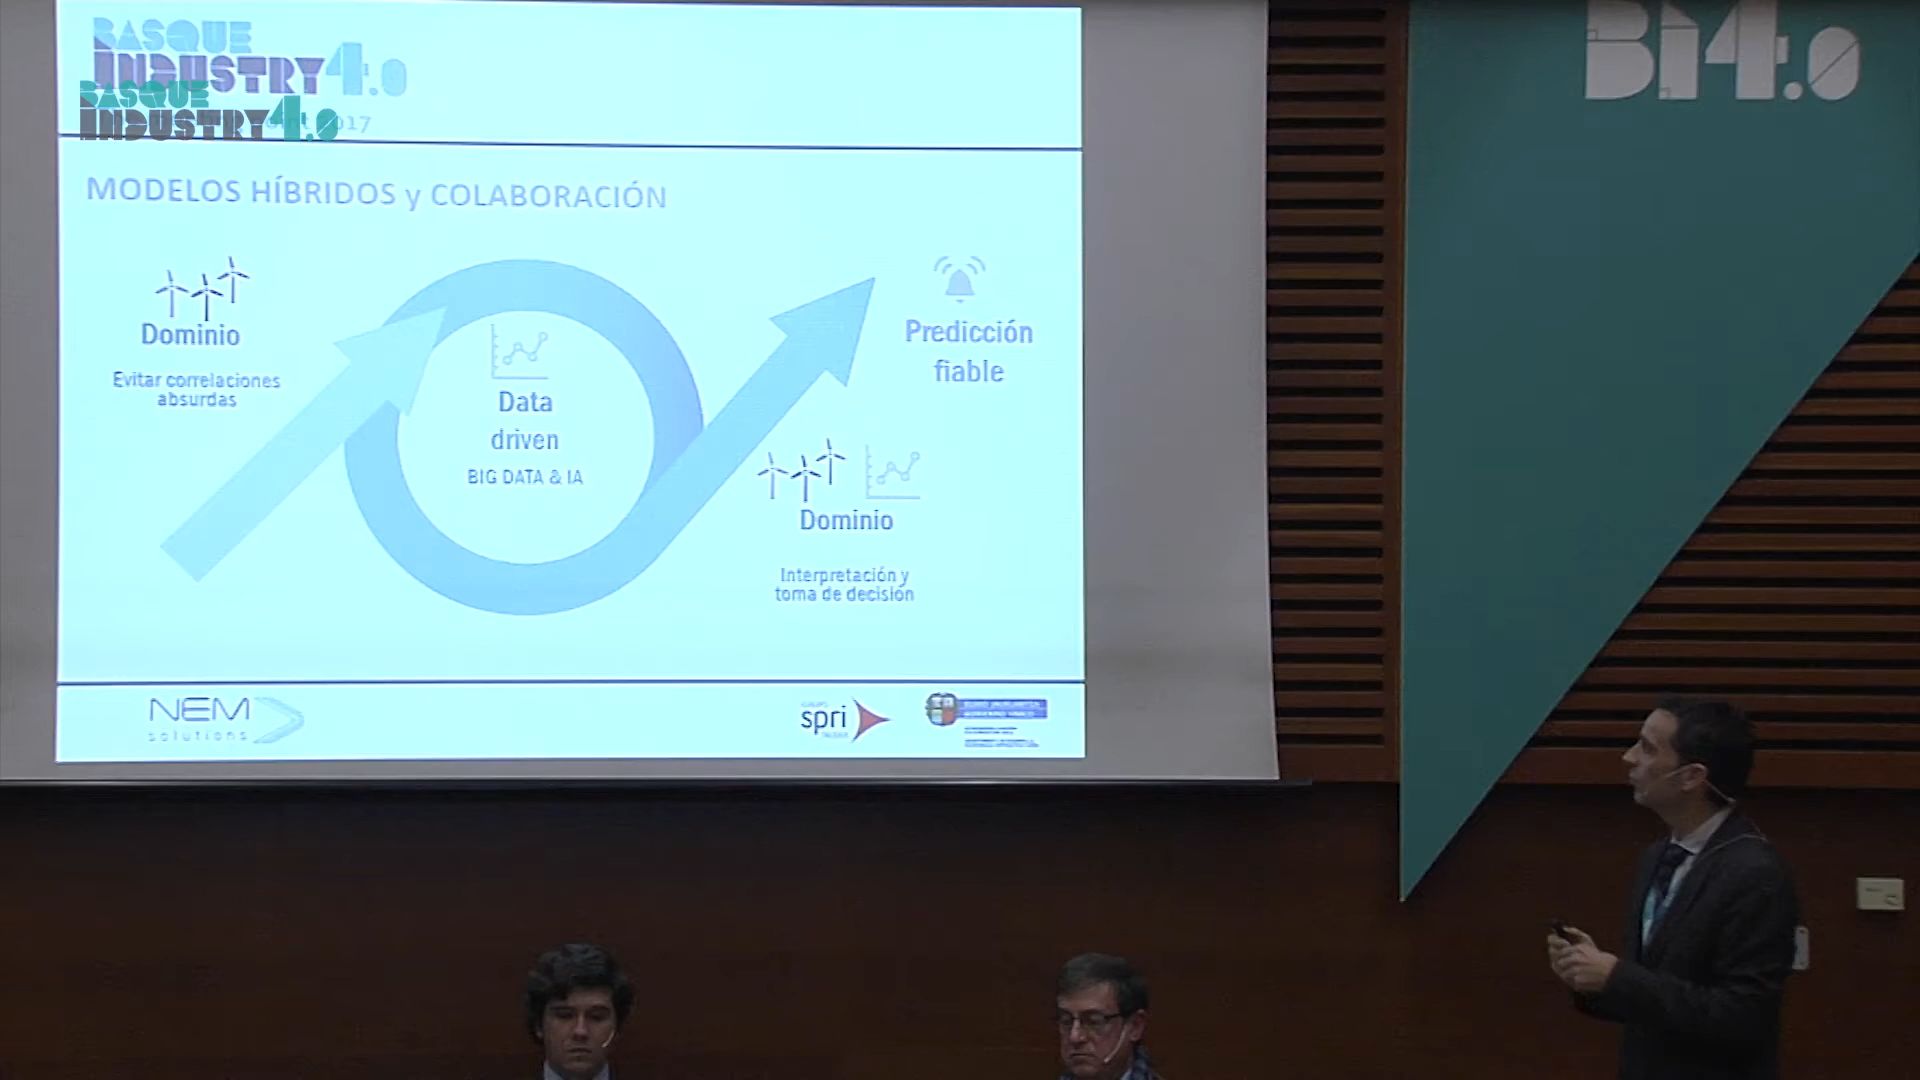 BASQUE
INDUSTRY 4.0
BASQUE
INDUSTRY 4.0
017
BI4.0
MODELOS HÍBRIDOS y COLABORACIÓN
Dominio
Evitar correlaciones
absurdas
Data
driven
BIG DATA & IA
Predicción
fiable
Dominio
Interpretación y
toma de decisión
NEM
solutions
spri